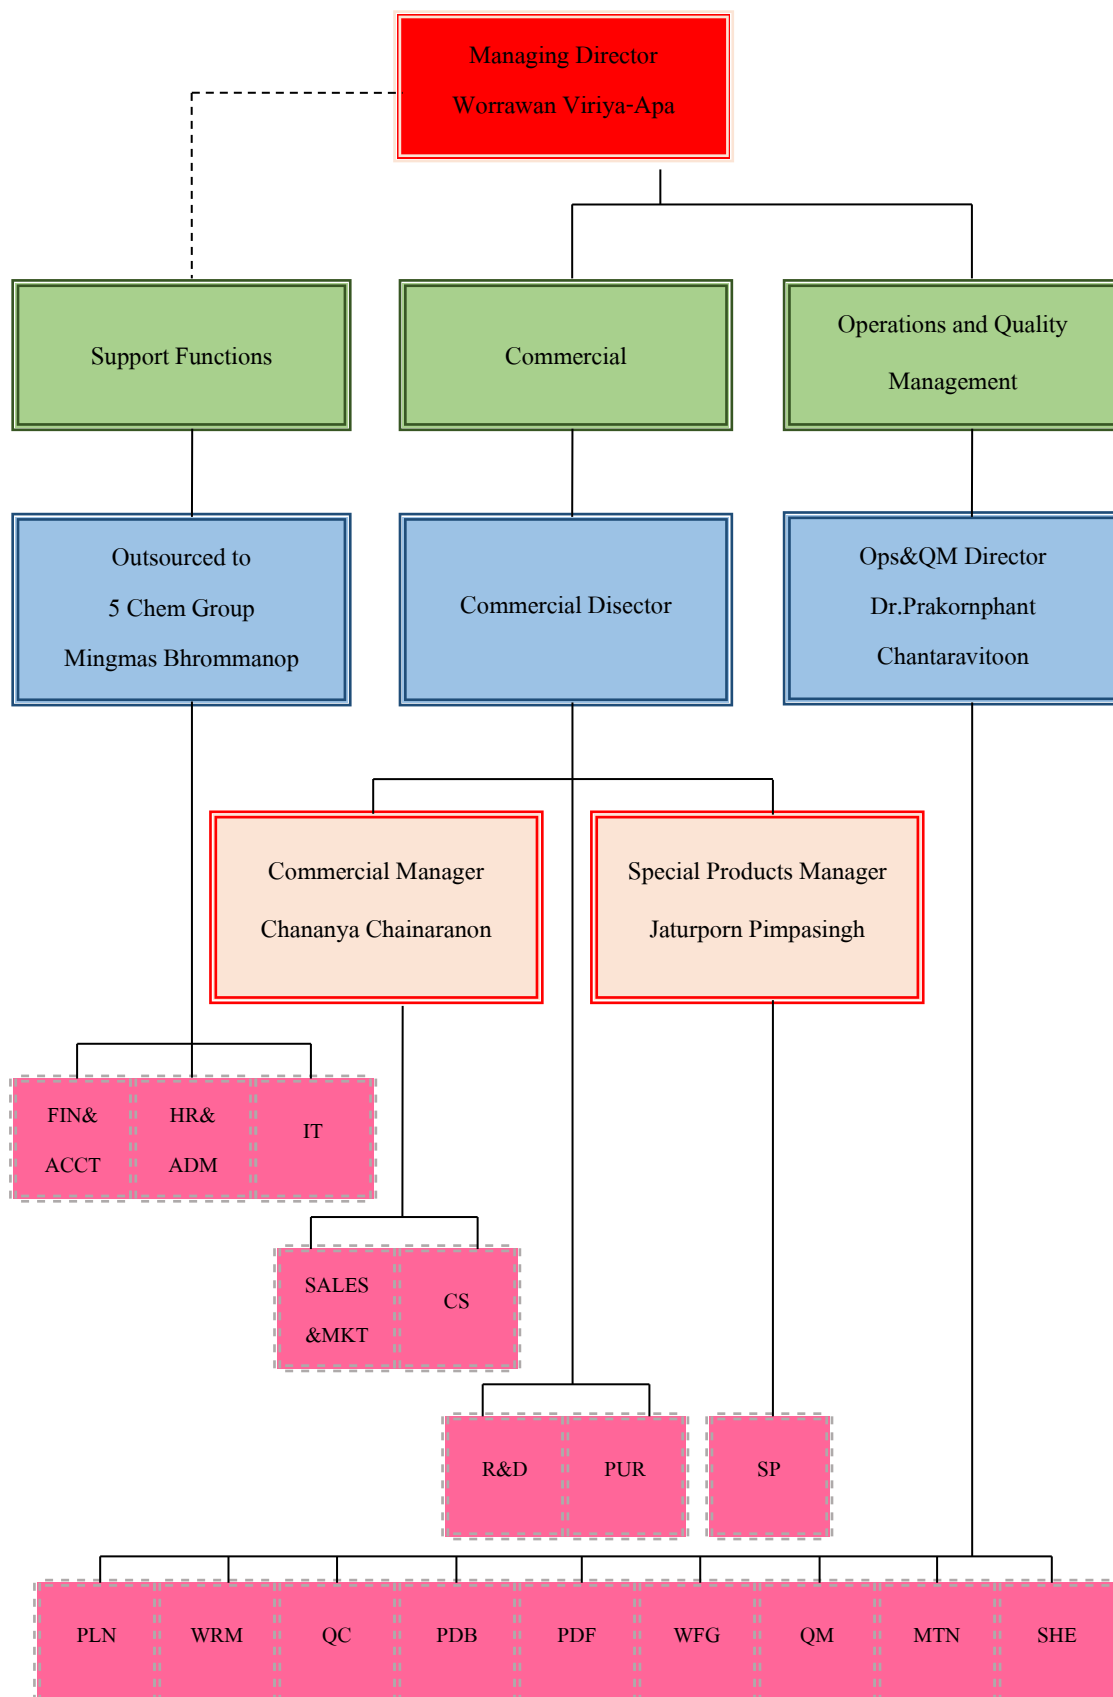 Managing Director
Worrawan Viriya-Apa
Support Functions
Commercial
Operations and Quality
Management
Outsourced to
5 Chem Group
Mingmas Bhrommanop
Commercial Disector
Ops&QM Director
Dr.Prakornphant
Chantaravitoon
Commercial Manager
Chananya Chainaranon
Special Products Manager
Jaturporn Pimpasingh
FIN&
ACCT
HR&
ADM
IT
SALES
&MKT
CS
R&D
PUR
SP
PLN
WRM
QC
PDB
PDF
WFG
QM
MTN
SHE